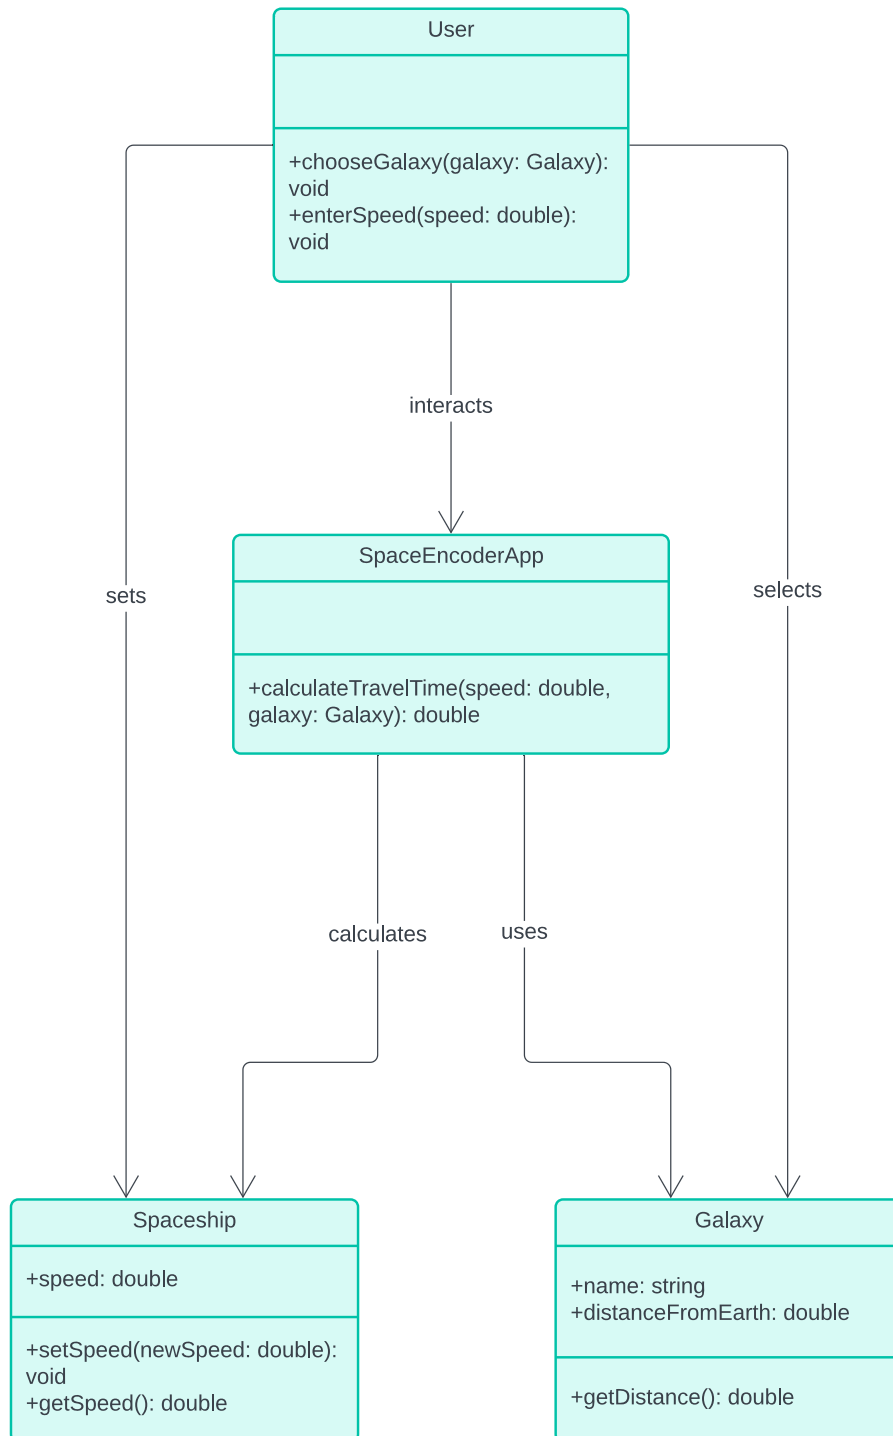 User
+chooseGalaxy(galaxy: Galaxy):
void
+enterSpeed(speed: double):
void
interacts
SpaceEncoderApp
sets
selects
+calculateTravelTime(speed: double,
galaxy: Galaxy): double
calculates
uses
Spaceship
+speed: double
+setSpeed(newSpeed: double):
void
+getSpeed(): double
Galaxy
+name: string
+distanceFromEarth: double
+getDistance(): double